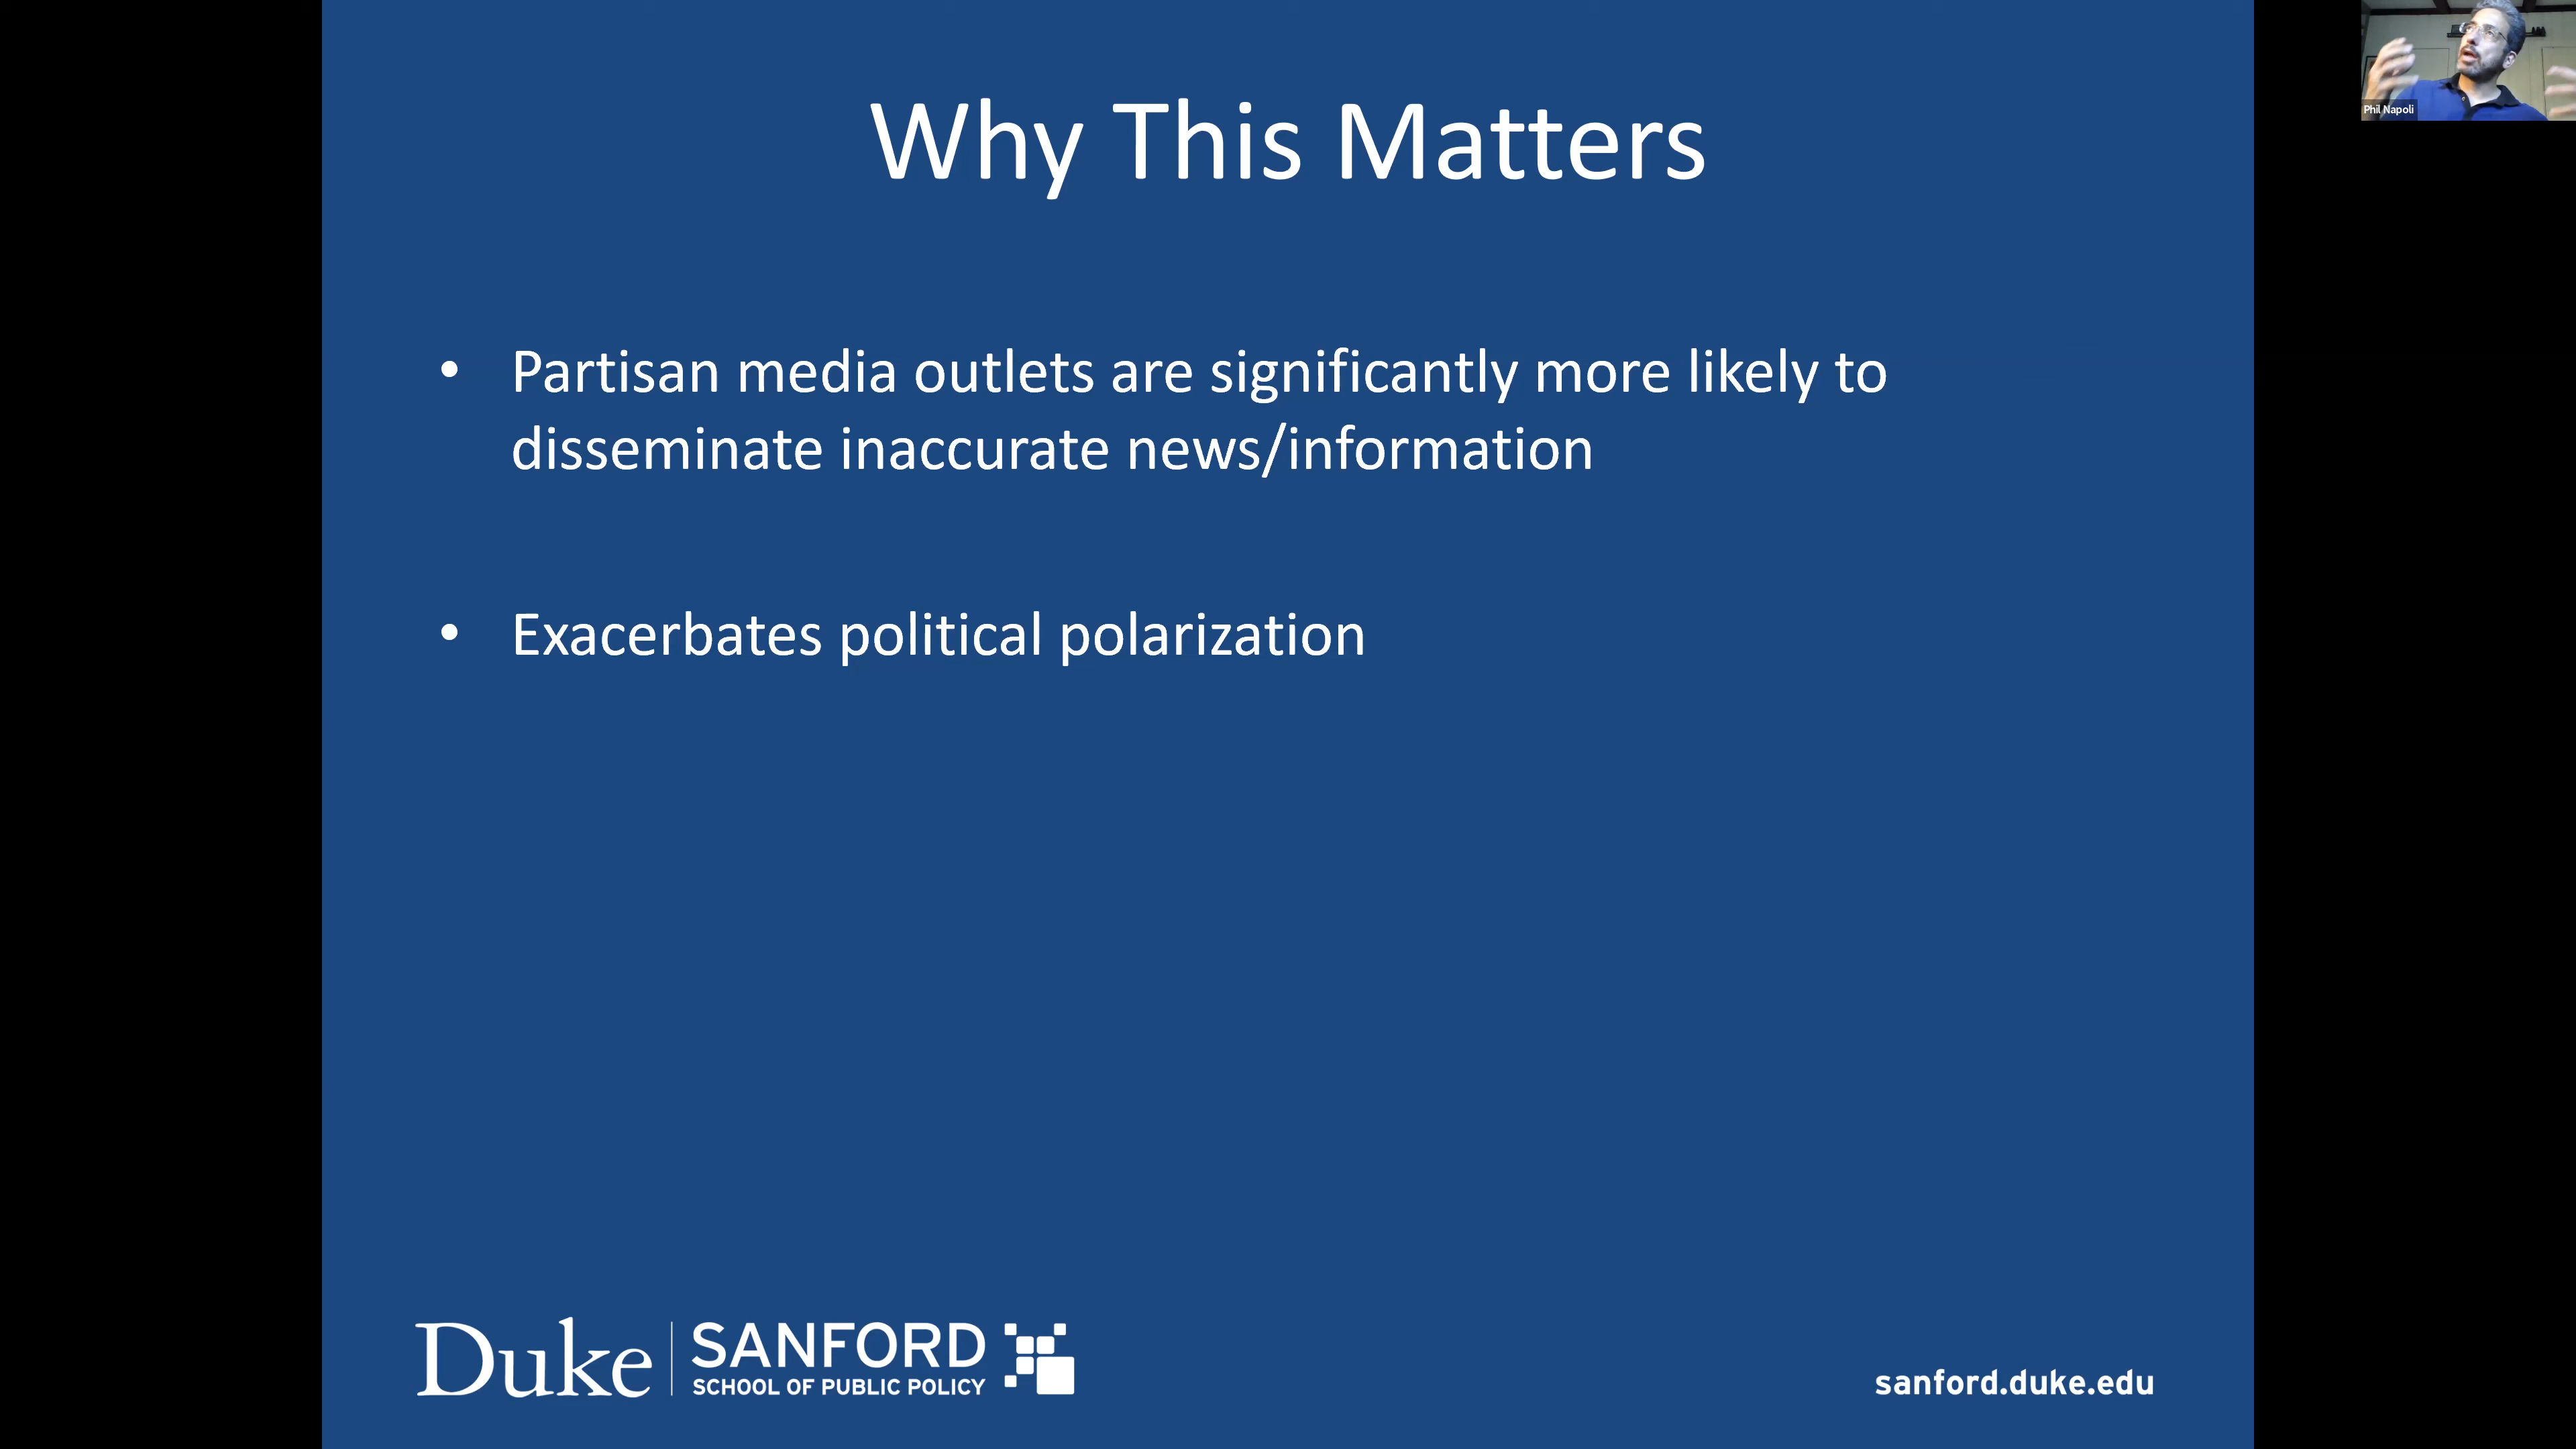 Why This Matters
Phil Napoli
• Partisan media outlets are significantly more likely to
disseminate inaccurate news/information
• Exacerbates political polarization
Duke SANFORD
SCHOOL OF PUBLIC POLICY
sanford.duke.edu